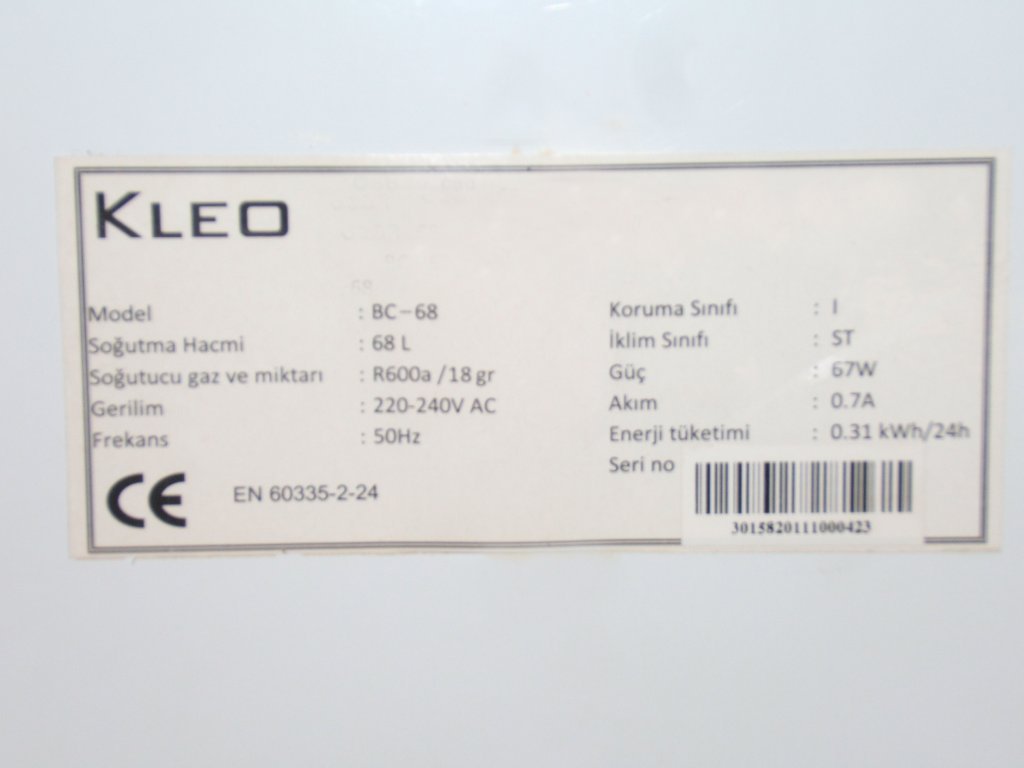 KLEO
Model : BC-68
Soğutma Hacmi : 68 L
Soğutucu gaz ve miktarı : R600a /18 gr
Gerilim : 220-240V AC
Frekans : 50Hz
CE EN 60335-2-24
Koruma Sınıfı : I
İklim Sınıfı : ST
Güç : 67W
Akım : 0.7A
Enerji tüketimi : 0.31 kWh/24h
Seri no
3015820111000423